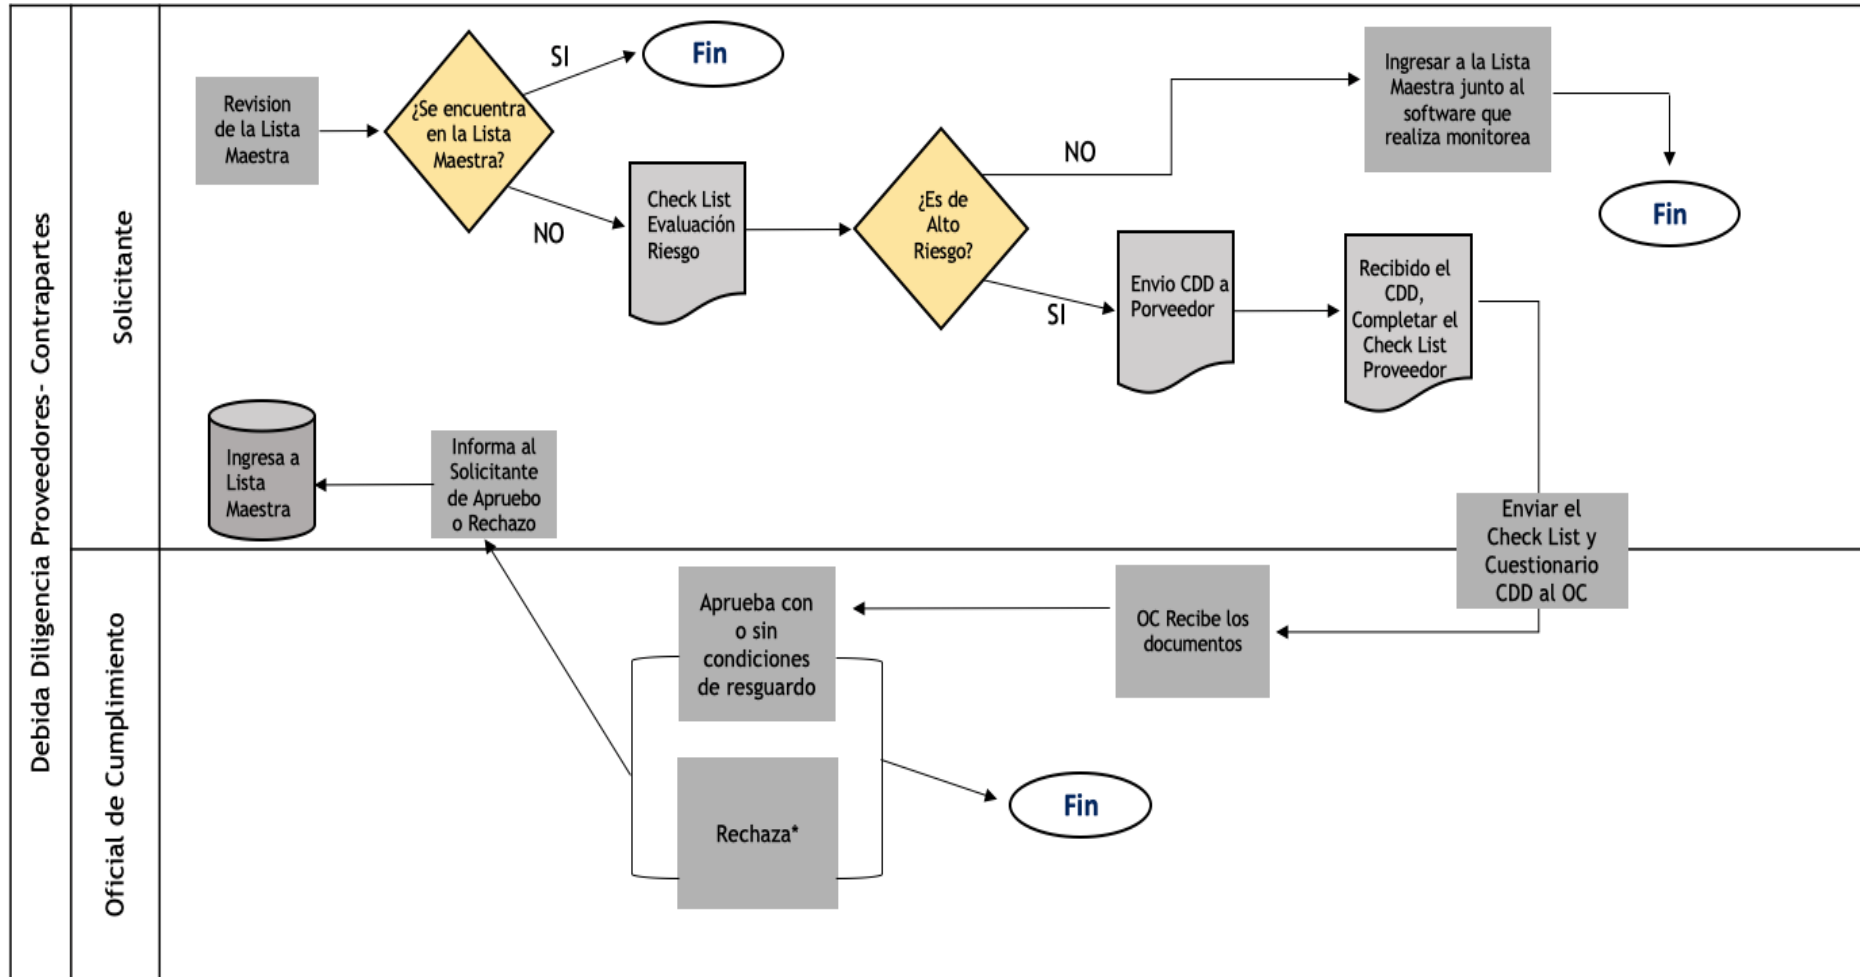 Debida Diligencia Proveedores- Contrapartes
Solicitante
Revision
de la Lista
Maestra
¿Se encuentra
en la Lista
Maestra?
SI
Fin
NO
Check List
Evaluación
Riesgo
¿Es de
Alto
Riesgo?
NO
Ingresar a la Lista
Maestra junto al
software que
realiza monitorea
Fin
SI
Envio CDD a
Porveedor
Recibido el
CDD,
Completar el
Check List
Proveedor
Enviar el
Check List y
Cuestionario
CDD al OC
Informa al
Solicitante
de Apruebo
o Rechazo
Ingresa a
Lista
Maestra
Oficial de Cumplimiento
OC Recibe los
documentos
Aprueba con
o sin
condiciones
de resguardo
Rechaza*
Fin